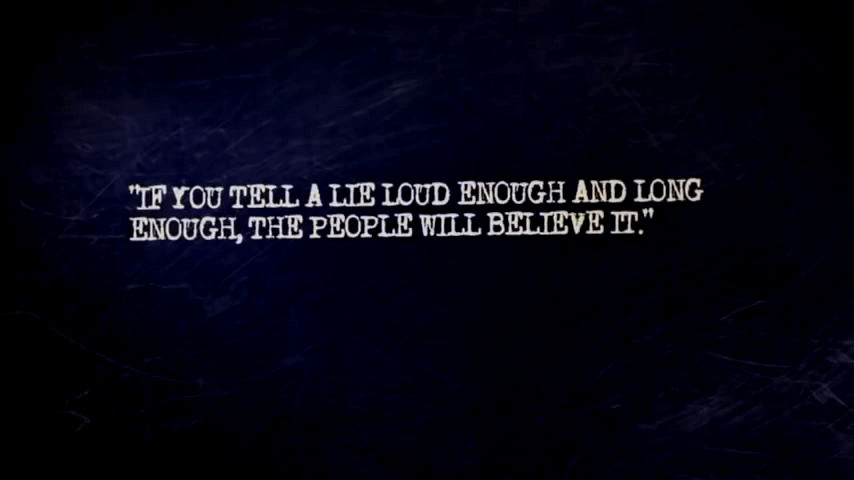 "IF YOU TELL A LIE LOUD ENOUGH AND LONG
ENOUGH, THE PEOPLE WILL BELIEVE IT."